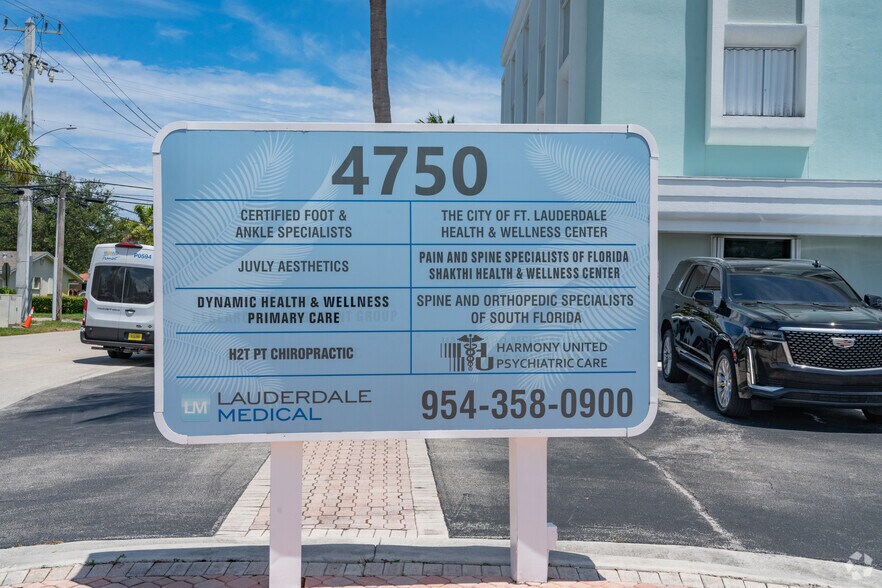 4750
CERTIFIED FOOT &
ANKLE SPECIALISTS
THE CITY OF FT. LAUDERDALE
HEALTH & WELLNESS CENTER
JUVLY AESTHETICS
PAIN AND SPINE SPECIALISTS OF FLORIDA
SHAKTHI HEALTH & WELLNESS CENTER
DYNAMIC HEALTH & WELLNESS
PRIMARY CARE
SPINE AND ORTHOPEDIC SPECIALISTS
OF SOUTH FLORIDA
H2T PT CHIROPRACTIC
HU
HARMONY UNITED
PSYCHIATRIC CARE
LM
LAUDERDALE
MEDICAL
954-358-0900